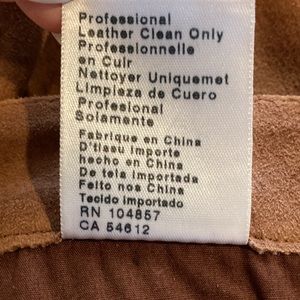 Professional
Leather Clean Only
Professionnelle
en Cuir
Nettoyer Uniquemet
Limpieza de Cuero
Profesional
Solamente
Fabrique en China
D'tissu importe
hecho en China
De tela importada
Feito nos China
Tecido importado
RN 104857
CA 54612